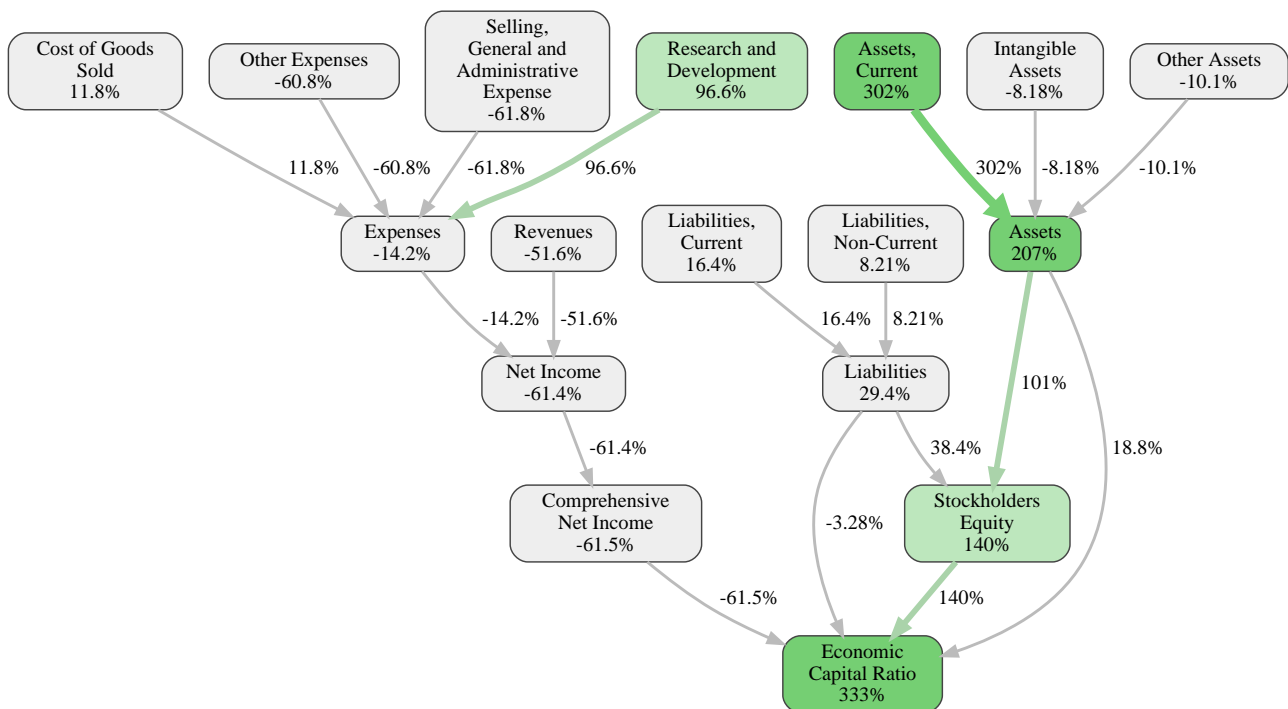 Cost of Goods
Sold
11.8%
Other Expenses
-60.8%
Selling,
General and
Administrative
Expense
-61.8%
Research and
Development
96.6%
Assets,
Current
302%
Intangible
Assets
-8.18%
Other Assets
-10.1%
11.8%
-60.8%
-61.8%
96.6%
302%
-8.18%
-10.1%
Expenses
-14.2%
Revenues
-51.6%
Liabilities,
Current
16.4%
Liabilities,
Non-Current
8.21%
Assets
207%
-14.2%
-51.6%
16.4%
8.21%
Net Income
-61.4%
Liabilities
29.4%
101%
-61.4%
38.4%
18.8%
Comprehensive
Net Income
-61.5%
-3.28%
Stockholders
Equity
140%
-61.5%
140%
Economic
Capital Ratio
333%